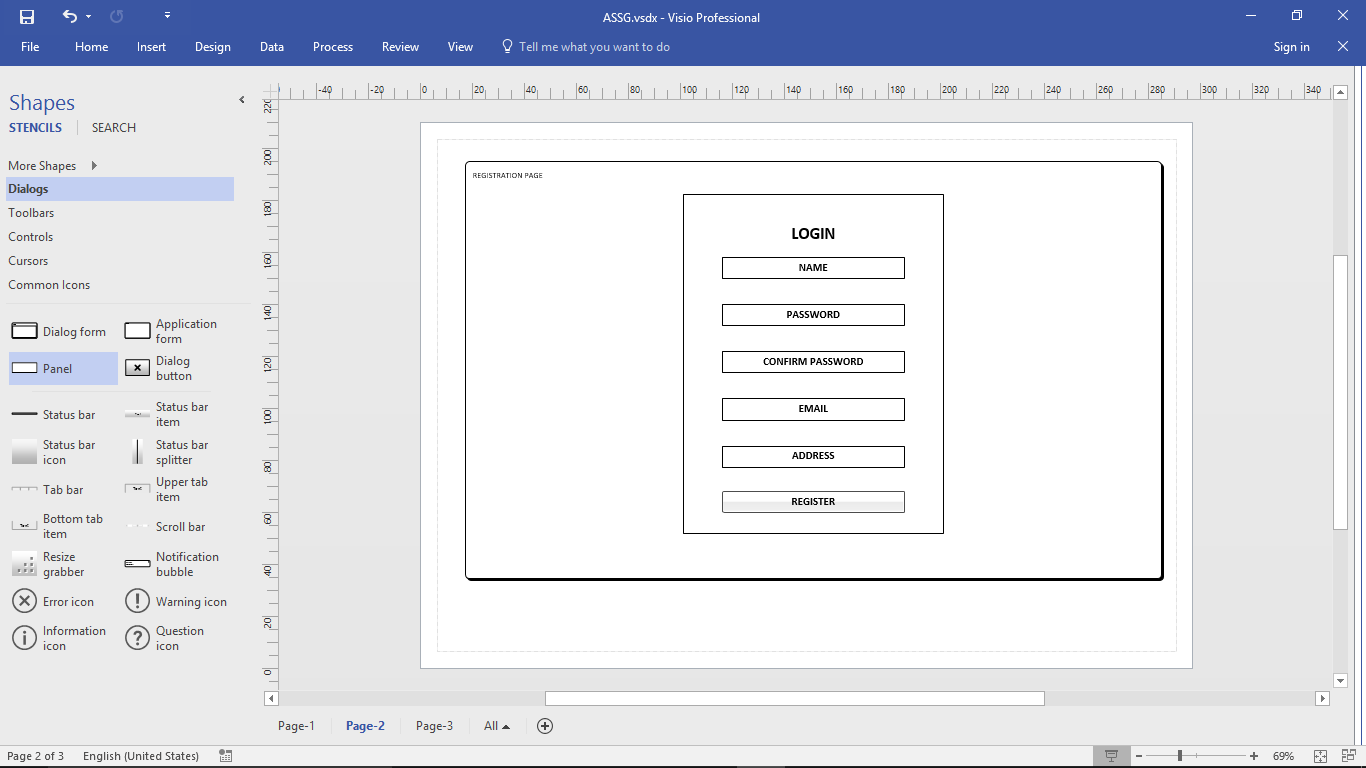 ASSG.vsdx - Visio Professional
File Home Insert Design Data Process Review View Tell me what you want to do Sign in
Shapes
STENCILS SEARCH
More Shapes
Dialogs
Toolbars
Controls
Cursors
Common Icons
Dialog form
Application
form
Panel
Dialog
button
Status bar
Status bar
item
Status bar
icon
Status bar
splitter
Tab bar
Upper tab
item
Bottom tab
item
Scroll bar
Resize
grabber
Notification
bubble
Error icon
Warning icon
Information
icon
Question
icon
-40 -20 0 20 40 60 80 100 120 140 160 180 200 220 240 260 280 300 320 340
220
200
180
160
140
120
100
80
60
40
20
0
REGISTRATION PAGE
LOGIN
NAME
PASSWORD
CONFIRM PASSWORD
EMAIL
ADDRESS
REGISTER
Page-1 Page-2 Page-3 All
Page 2 of 3 English (United States) 69%